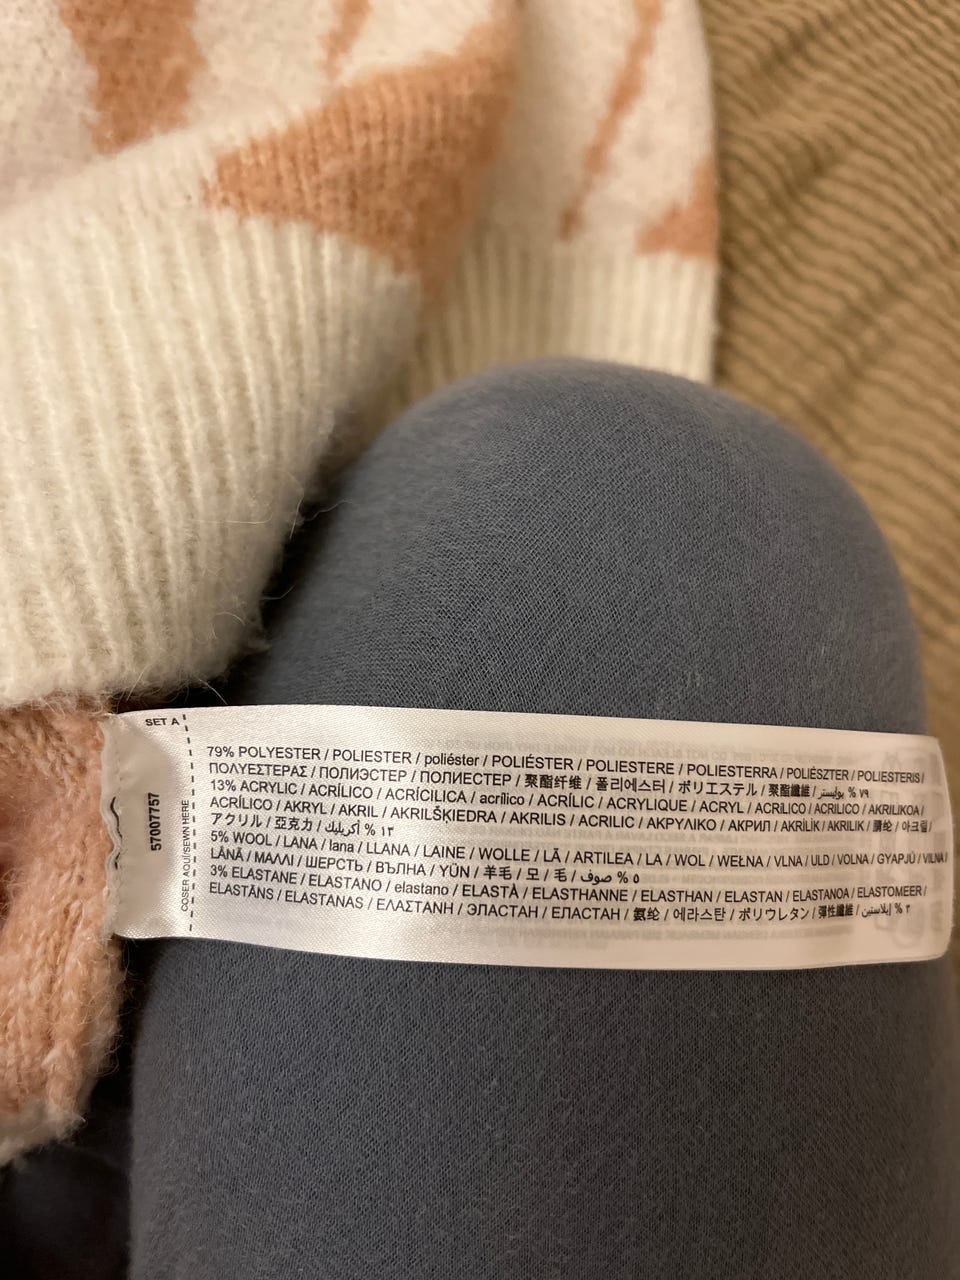 SET A
57007757
COSER AQUÍ/SEWN HERE
79% POLYESTER / POLIESTER / poliéster / POLIÉSTER / POLIESTERE / POLIESTERRA / POLIÉSZTER / POLIESTERIS /
ΠΟΛΥΕΣΤΕΡΑΣ / ПОЛИЭСТЕР / ПОЛИЕСТЕР / 聚酯纤维 / 폴리에스터 / ポリエステル / 聚酯纖維 / بوليستر % ٧٩
13% ACRYLIC / ACRÍLICO / ACRÍCILICA / acrílico / ACRÍLIC / ACRYLIQUE / ACRYL / ACRILICO / ACRILICO / AKRILIKOA /
ACRÍLICO / AKRYL / AKRIL / AKRILŠĶIEDRA / AKRILIS / ACRILIC / ΑΚΡΥΛΙΚΟ / АКРИЛ / AKRİLİK / AKRILIK / 腈纶 / 아크릴 /
アクリル / 亞克力 / أكريليك % ١٣
5% WOOL / LANA / lana / LLANA / LAINE / WOLLE / LÃ / ARTILEA / LA / WOL / WEŁNA / VLNA / ULD / VOLNA / GYAPJÚ / VILNA /
LÂNĂ / ΜΑΛΛΙ / ШЕРСТЬ / ВЪЛНА / YÜN / 羊毛 / 모 / 毛 / صوف % ٥
3% ELASTANE / ELASTANO / elastano / ELASTÀ / ELASTHANNE / ELASTHAN / ELASTAN / ELASTANOA / ELASTOMEER /
ELASTĀNS / ELASTANAS / ΕΛΑΣΤΑΝΗ / ЭЛАСТАН / ЕЛАСТАН / 氨纶 / 에라스탄 / ポリウレタン / 彈性纖維 / إيلاستين % ٣